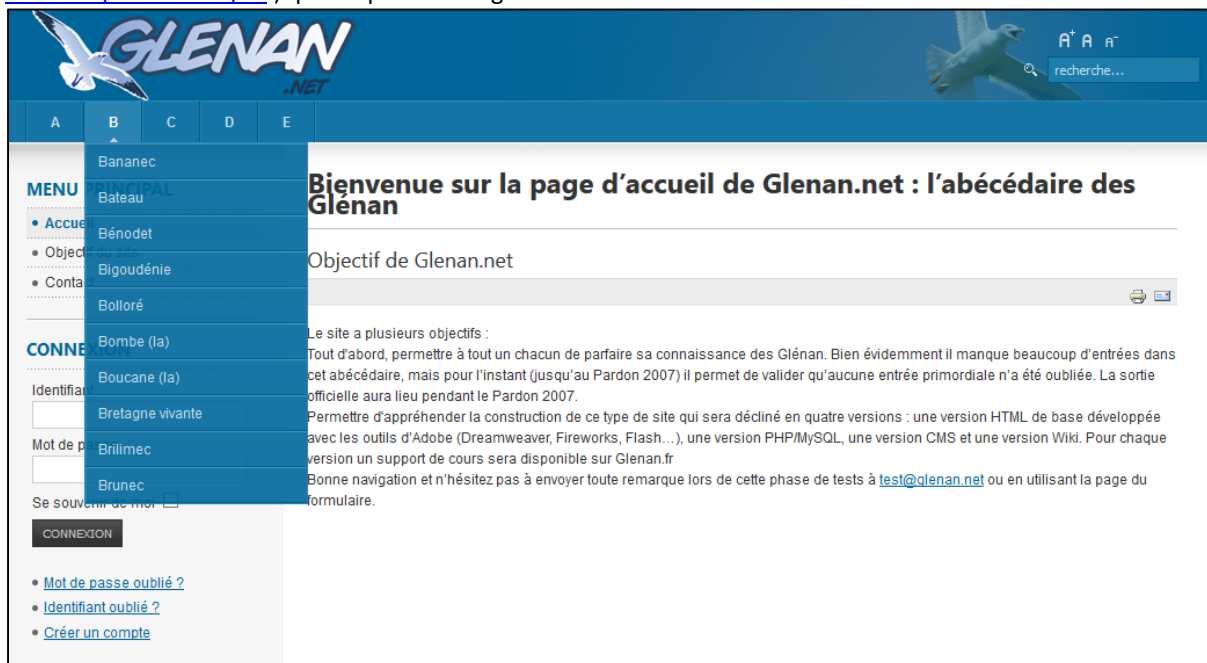 GLENAN
.NET
A+ A A-
recherche...
A B C D E
Bananec
Bateau
Bénodet
Bigoudénie
Bolloré
Bombe (la)
Boucane (la)
Bretagne vivante
Brilimec
Brunec
MENU PRINCIPAL
• Accueil
• Objectif du site
• Contact
CONNEXION
Identifiant
Mot de passe
Se souvenir de moi
CONNEXION
• Mot de passe oublié ?
• Identifiant oublié ?
• Créer un compte
Bienvenue sur la page d’accueil de Glenan.net : l’abécédaire des
Glénan
Objectif de Glenan.net
Le site a plusieurs objectifs :
Tout d'abord, permettre à tout un chacun de parfaire sa connaissance des Glénan. Bien évidemment il manque beaucoup d’entrées dans
cet abécédaire, mais pour l’instant (jusqu’au Pardon 2007) il permet de valider qu’aucune entrée primordiale n’a été oubliée. La sortie
officielle aura lieu pendant le Pardon 2007.
Permettre d'appréhender la construction de ce type de site qui sera décliné en quatre versions : une version HTML de base développée
avec les outils d’Adobe (Dreamweaver, Fireworks, Flash…), une version PHP/MySQL, une version CMS et une version Wiki. Pour chaque
version un support de cours sera disponible sur Glenan.fr
Bonne navigation et n’hésitez pas à envoyer toute remarque lors de cette phase de tests à test@glenan.net ou en utilisant la page du
formulaire.